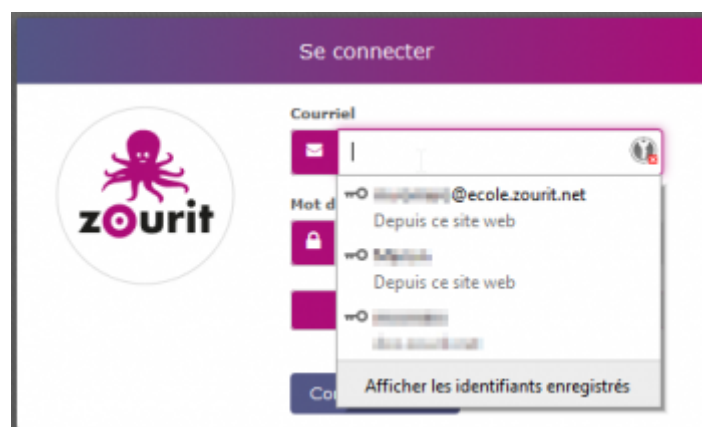 Se connecter
Courriel
@ecole.zourit.net
Depuis ce site web
Mot d
zourit
Depuis ce site web
Afficher les identifiants enregistrés
Co